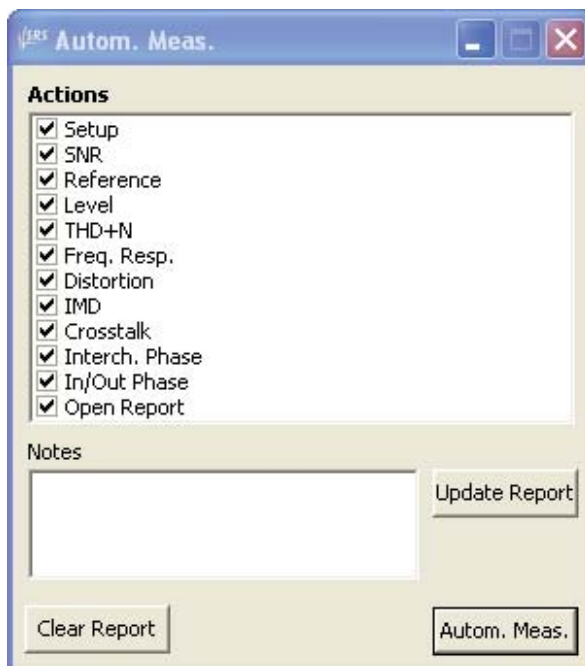 SRS Autom. Meas.
Actions
Setup
SNR
Reference
Level
THD+N
Freq. Resp.
Distortion
IMD
Crosstalk
Interch. Phase
In/Out Phase
Open Report
Notes
Update Report
Clear Report
Autom. Meas.